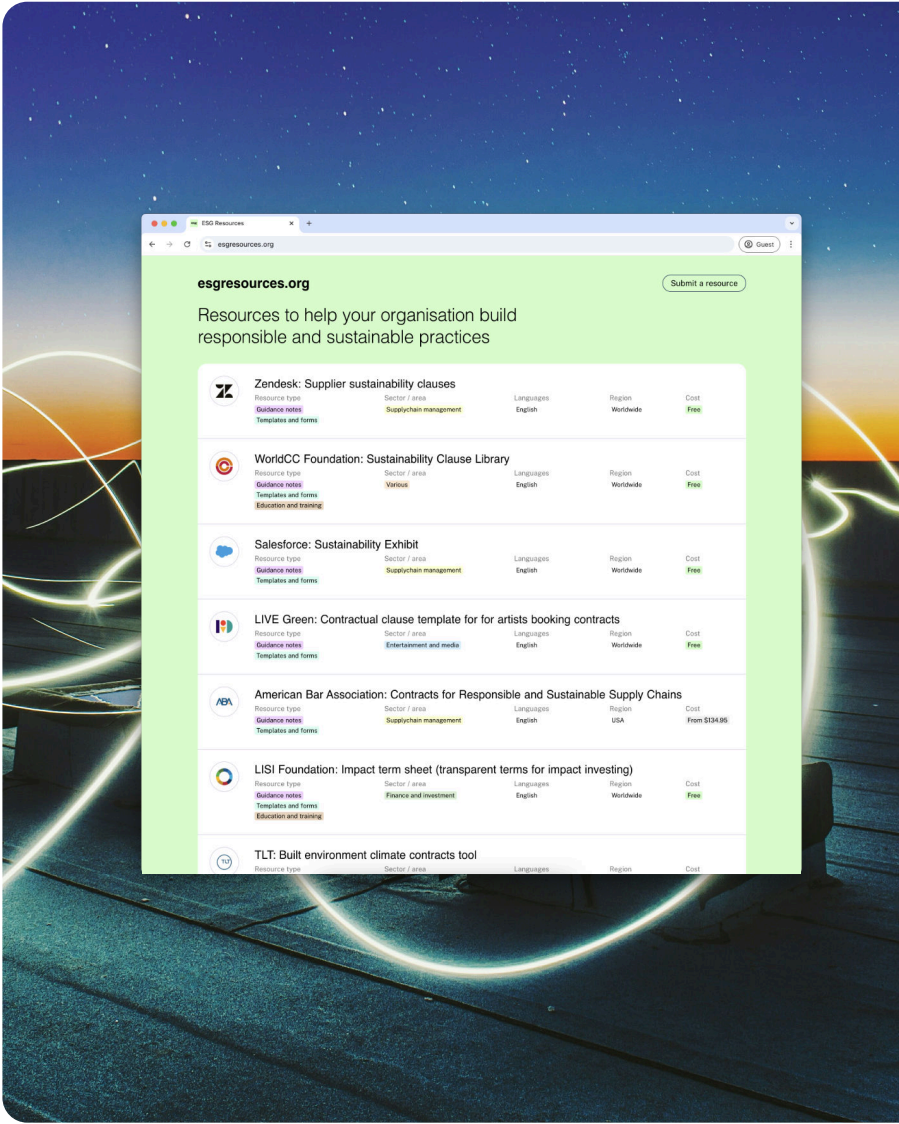 ESG Resources
esgresources.org
Guest
esgresources.org
Submit a resource
Resources to help your organisation build
responsible and sustainable practices
Zendesk: Supplier sustainability clauses
Resource type Sector / area Languages Region Cost
Guidance notes Supplychain management English Worldwide Free
Templates and forms
WorldCC Foundation: Sustainability Clause Library
Resource type Sector / area Languages Region Cost
Guidance notes Various English Worldwide Free
Templates and forms
Education and training
Salesforce: Sustainability Exhibit
Resource type Sector / area Languages Region Cost
Guidance notes Supplychain management English Worldwide Free
Templates and forms
LIVE Green: Contractual clause template for for artists booking contracts
Resource type Sector / area Languages Region Cost
Guidance notes Entertainment and media English Worldwide Free
Templates and forms
ABA
American Bar Association: Contracts for Responsible and Sustainable Supply Chains
Resource type Sector / area Languages Region Cost
Guidance notes Supplychain management English USA From $134.95
Templates and forms
LISI Foundation: Impact term sheet (transparent terms for impact investing)
Resource type Sector / area Languages Region Cost
Guidance notes Finance and investment English Worldwide Free
Templates and forms
Education and training
TLT
TLT: Built environment climate contracts tool
Resource type Sector / area Languages Region Cost